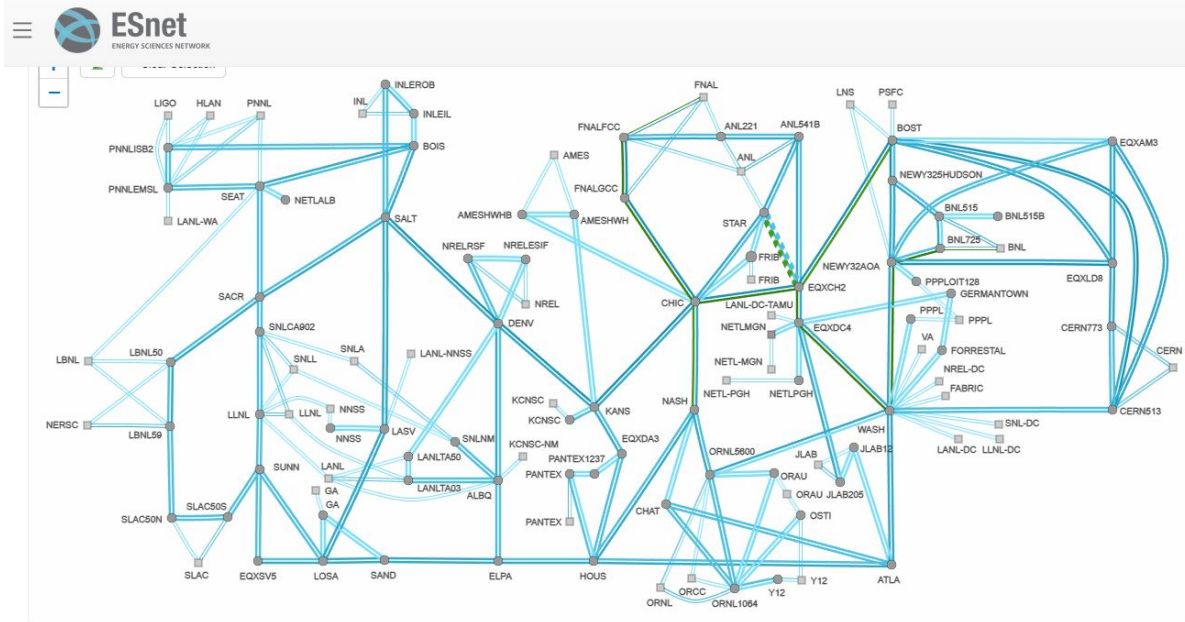 ESnet
ENERGY SCIENCES NETWORK
INLEROB
FNAL
LIGO HLAN PNNL
INL
INLEIL
LNS PSFC
FNALFCC
ANL221
ANL541B
BOST
EQXAM3
PNNLISB2
BOIS
AMES
ANL
NEWY325HUDSON
PNNLEMSL
SEAT
NETLALB
FNALGCC
LANL-WA
SALT
AMESHWHB
AMESHWH
STAR
BNL515
BNL515B
BNL725
BNL
NRELRSF
NRELESIF
FRIB
FRIB
NEWY32AOA
EQXLD8
SACR
NREL
CHIC
EQXCH2
PPPLOIT128
GERMANTOWN
LANL-DC-TAMU
SNLCA902
DENV
NETLMGN
EQXDC4
PPPL
PPPL
CERN773
VA
LBNL
LBNL50
SNLL
SNLA
LANL-NNSS
NETL-MGN
FORRESTAL
CERN
NREL-DC
NETL-PGH
NETLPGH
FABRIC
NERSC
LBNL59
LLNL
LLNL
NNSS
NNSS
LASV
KCNSC
KCNSC
KANS
NASH
WASH
CERN513
SNL-DC
LANL-DC
LLNL-DC
SNLNM
KCNSC-NM
EQXDA3
ORNL5600
JLAB
JLAB12
SUNN
LANL
LANLTA50
PANTEX1237
PANTEX
ORAU
GA
GA
LANLTA03
ALBQ
ORAU
JLAB205
SLAC50N
SLAC50S
PANTEX
CHAT
OSTI
SLAC
EQXSV5
LOSA
SAND
ELPA
HOUS
ATLA
ORNL
ORCC
ORNL1064
Y12
Y12